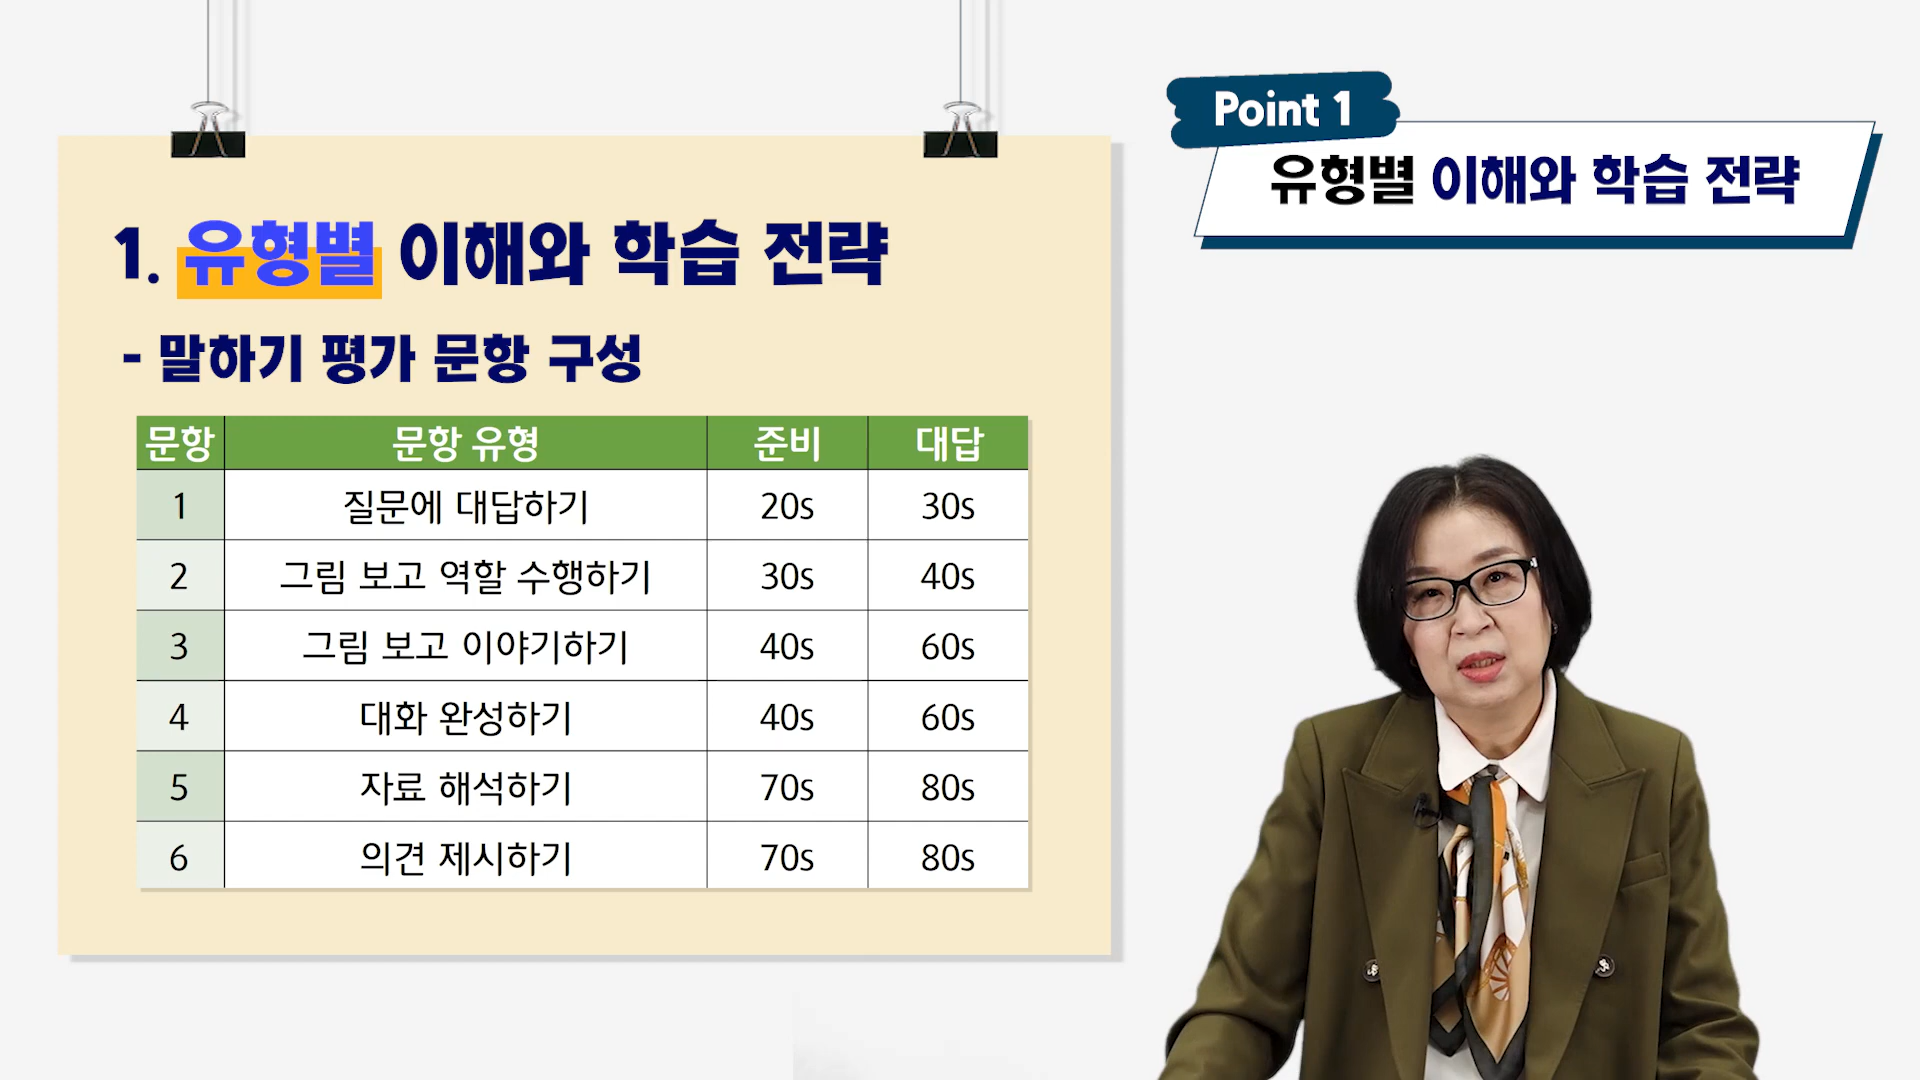 Point 1
유형별 이해와 학습 전략
1. 유형별 이해와 학습 전략
- 말하기 평가 문항 구성
문항 문항 유형 준비 대답
1 질문에 대답하기 20s 30s
2 그림 보고 역할 수행하기 30s 40s
3 그림 보고 이야기하기 40s 60s
4 대화 완성하기 40s 60s
5 자료 해석하기 70s 80s
6 의견 제시하기 70s 80s